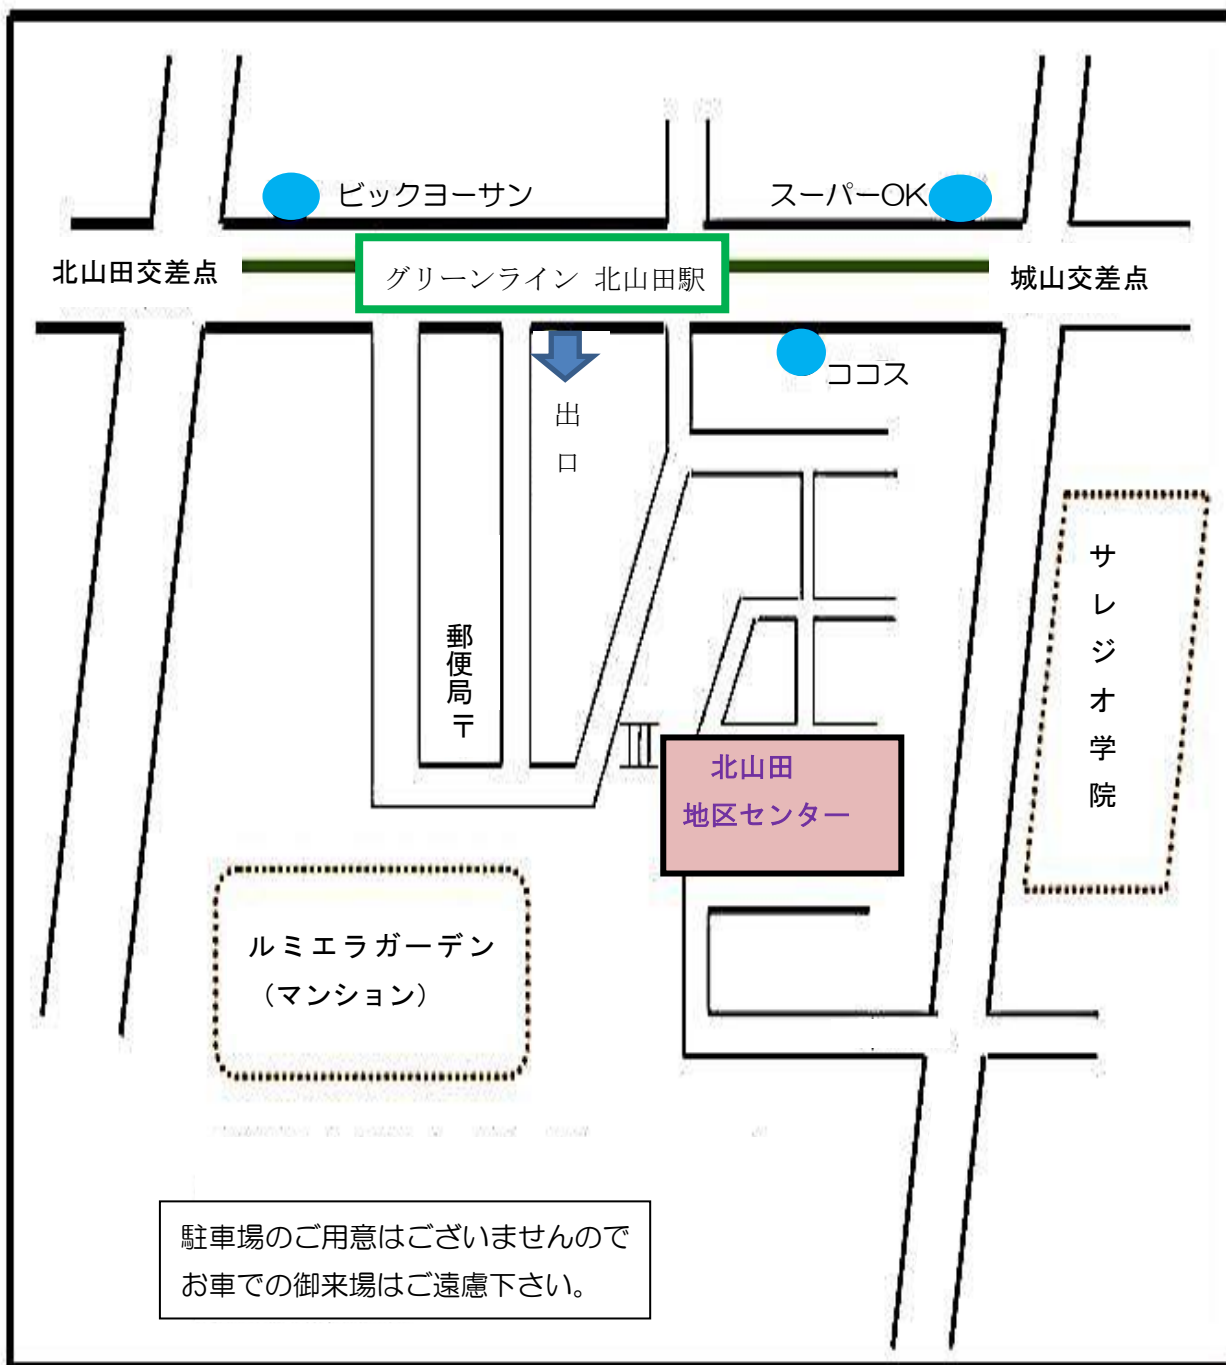 ビックヨーサン
スーパーOK
北山田交差点
グリーンライン 北山田駅
城山交差点
ココス
出口
サレジオ学院
郵便局〒
北山田
地区センター
ルミエラガーデン
（マンション）
駐車場のご用意はございませんので
お車での御来場はご遠慮下さい。